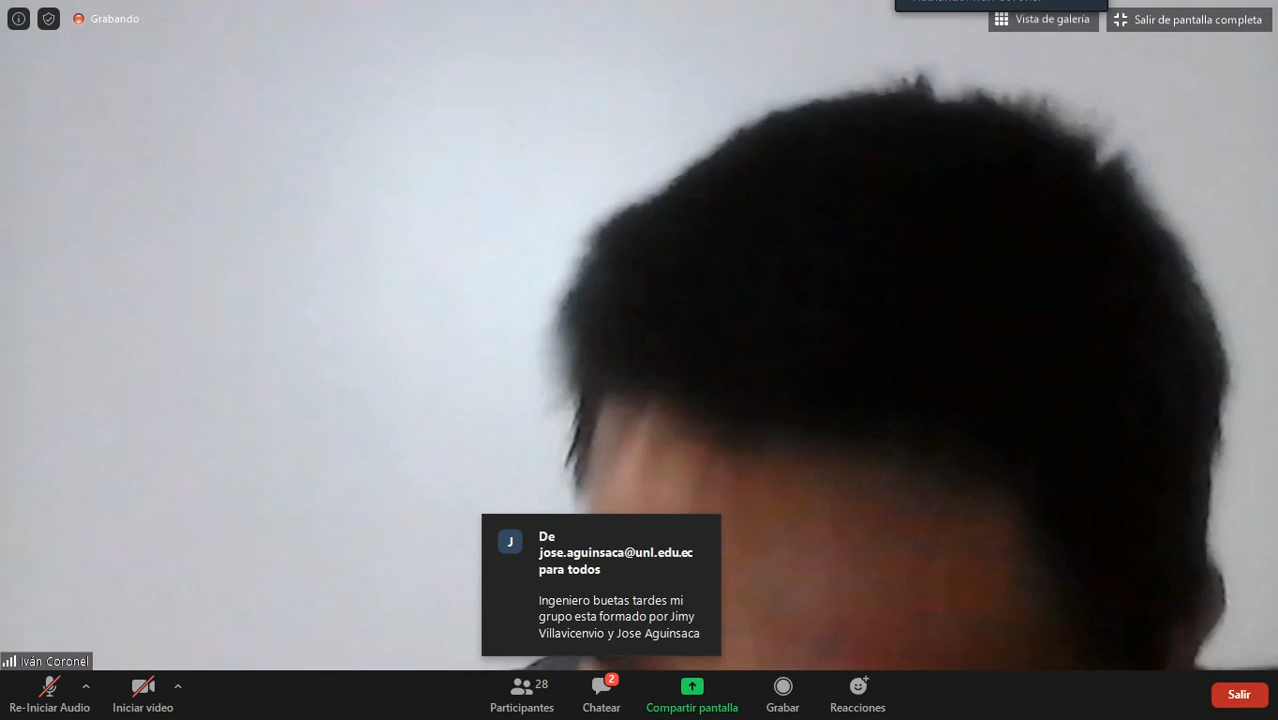 Grabando
Vista de galería
Salir de pantalla completa
J
De
jose.aguinsaca@unl.edu.ec
para todos
Ingeniero buetas tardes mi
grupo esta formado por Jimy
Villavicenvio y Jose Aguinsaca
Iván Coronel
28
2
Re-Iniciar Audio
Iniciar video
Participantes
Chatear
Compartir pantalla
Grabar
Reacciones
Salir